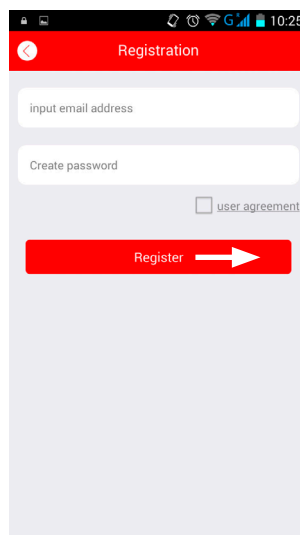 G 10:25
Registration
input email address
Create password
user agreement
Register